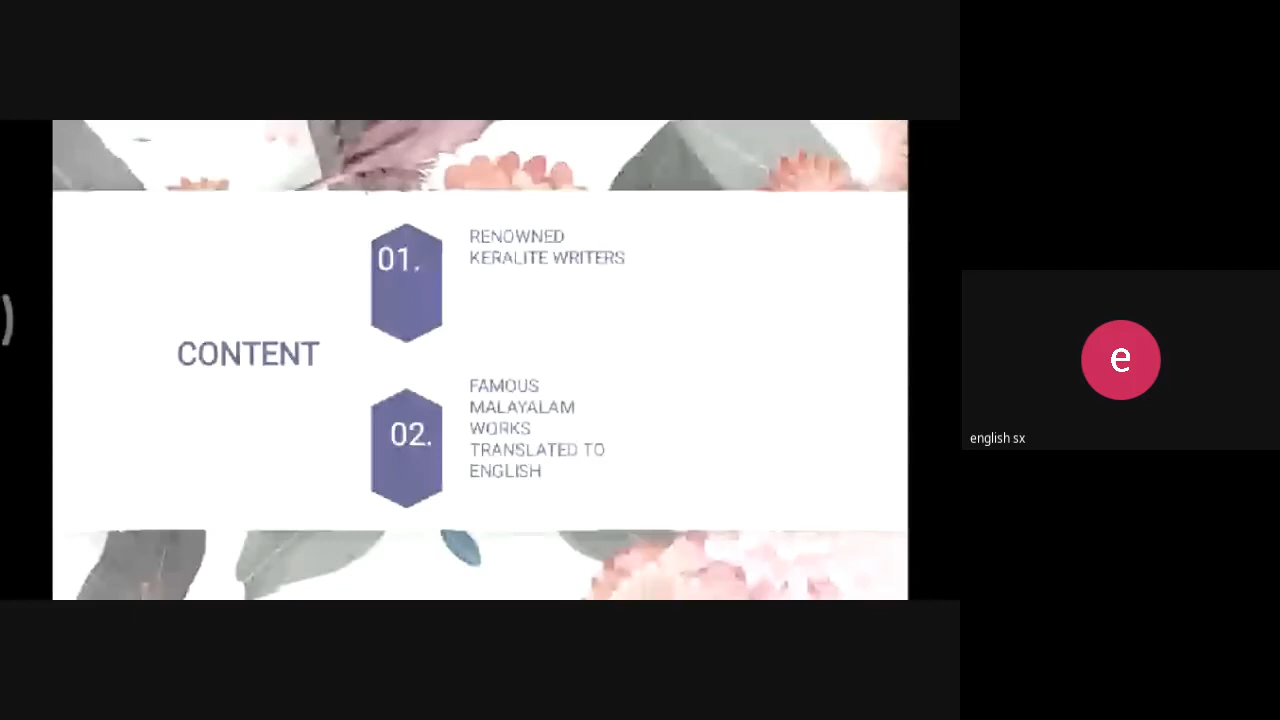 CONTENT
01.
RENOWNED
KERALITE WRITERS
02.
FAMOUS
MALAYALAM
WORKS
TRANSLATED TO
ENGLISH
e
english sx